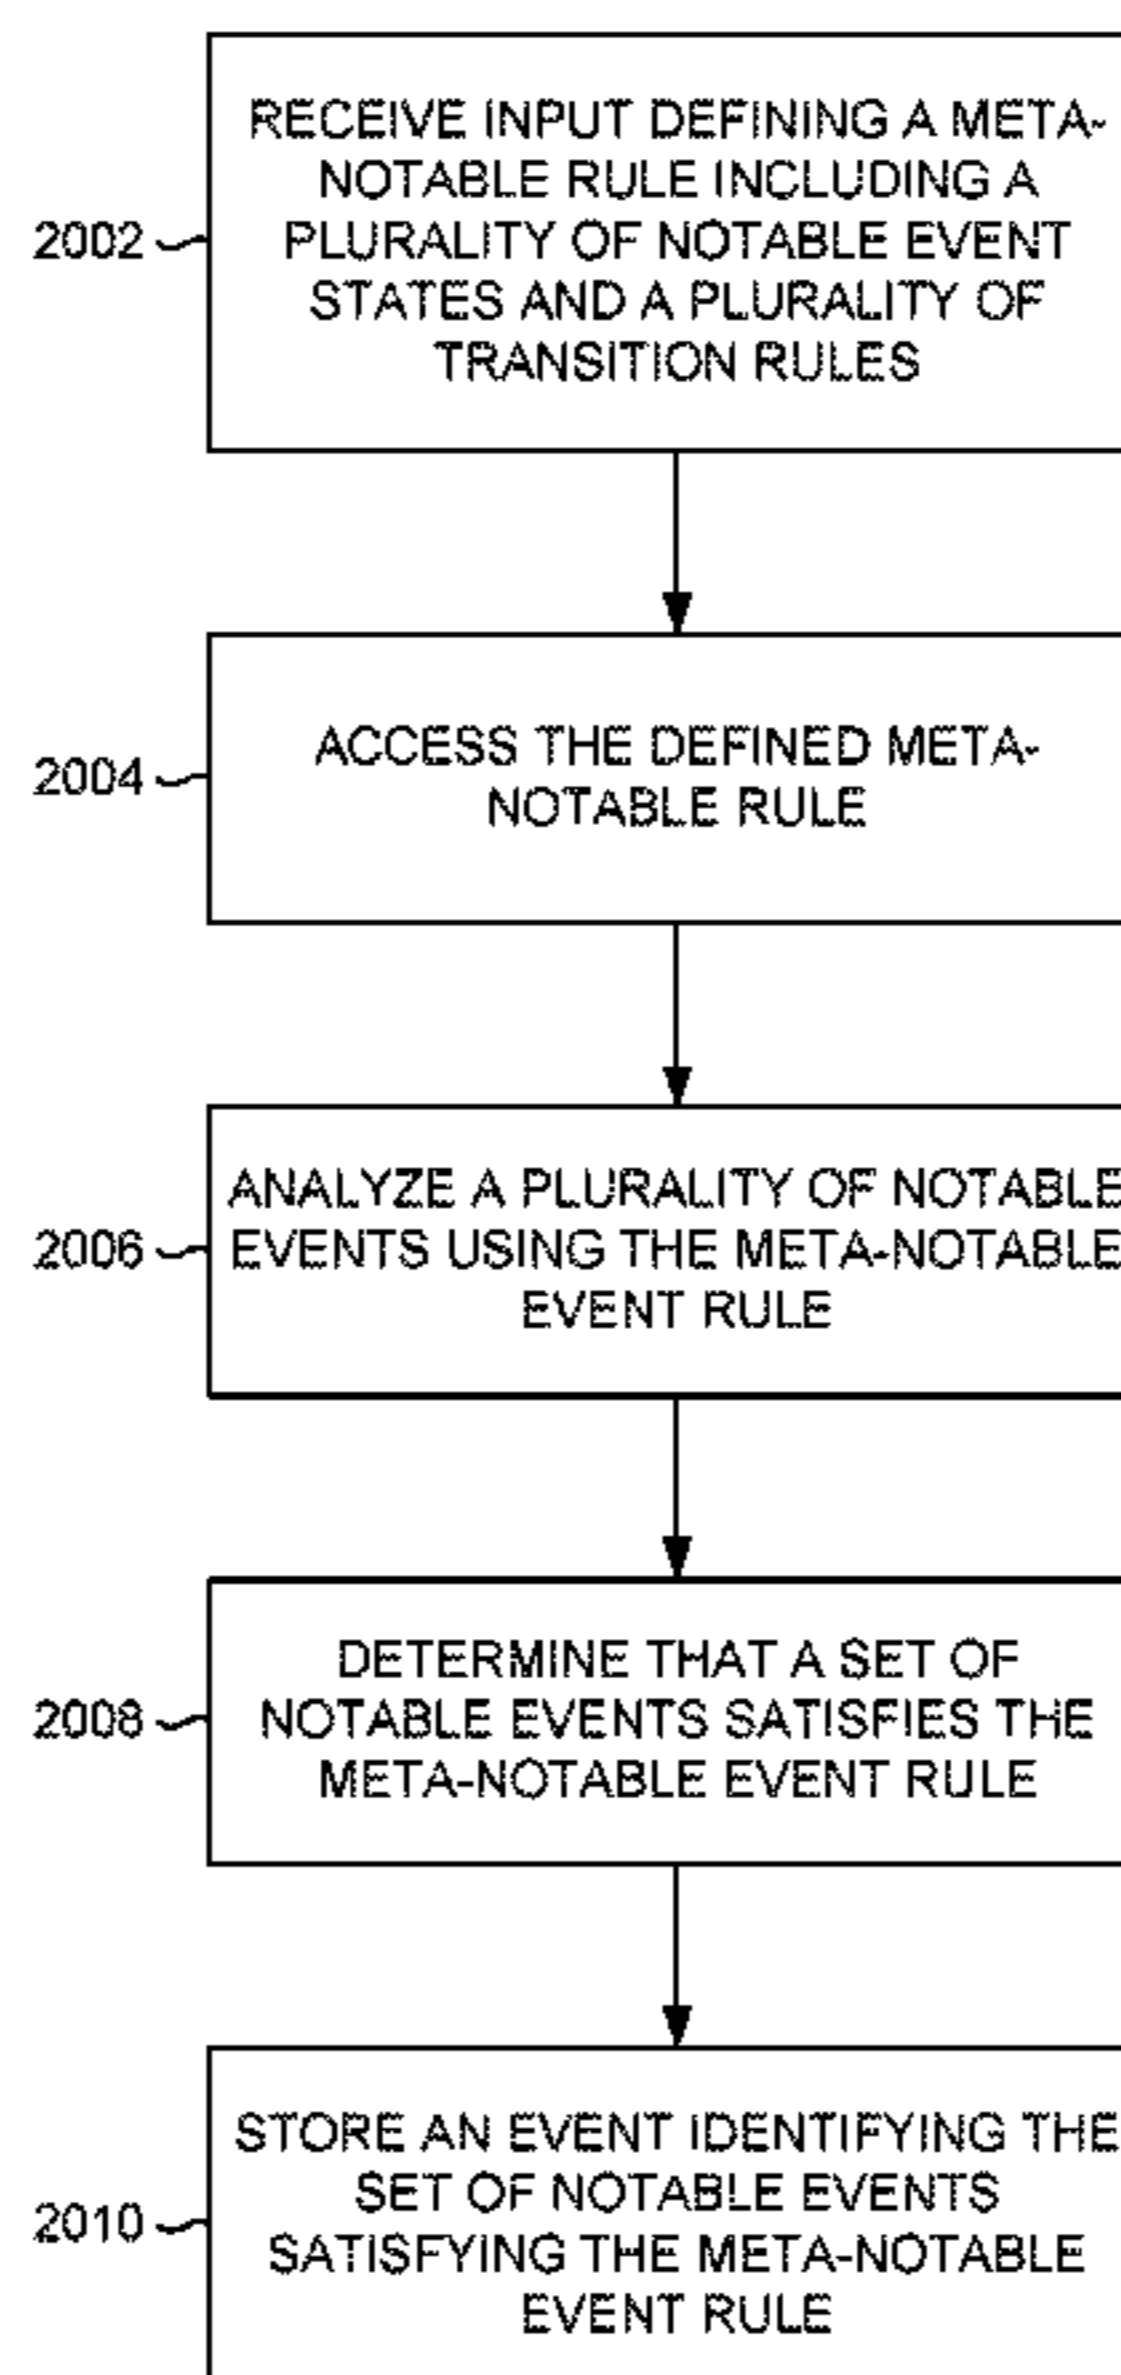 RECEIVE INPUT DEFINING A META-
NOTABLE RULE INCLUDING A
PLURALITY OF NOTABLE EVENT
STATES AND A PLURALITY OF
TRANSITION RULES
2002
ACCESS THE DEFINED META-
NOTABLE RULE
2004
ANALYZE A PLURALITY OF NOTABLE
EVENTS USING THE META-NOTABLE
EVENT RULE
2006
DETERMINE THAT A SET OF
NOTABLE EVENTS SATISFIES THE
META-NOTABLE EVENT RULE
2008
STORE AN EVENT IDENTIFYING THE
SET OF NOTABLE EVENTS
SATISFYING THE META-NOTABLE
EVENT RULE
2010